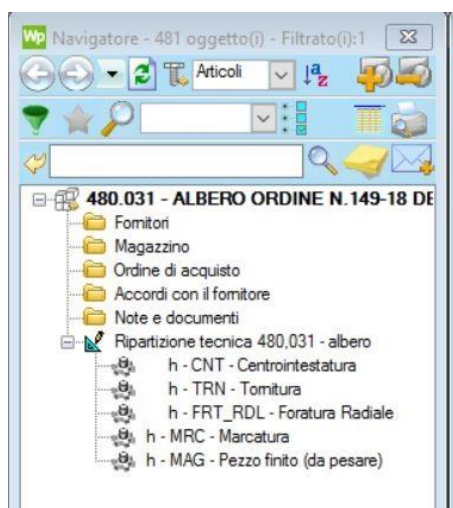 Wp Navigatore - 481 oggetto(i) - Filtrato(i):1
Articoli
a
z
480.031 - ALBERO ORDINE N.149-18 DE
Fornitori
Magazzino
Ordine di acquisto
Accordi con il fornitore
Note e documenti
Ripartizione tecnica 480,031 - albero
h - CNT - Centrointestatura
h - TRN - Tornitura
h - FRT_RDL - Foratura Radiale
h - MRC - Marcatura
h - MAG - Pezzo finito (da pesare)